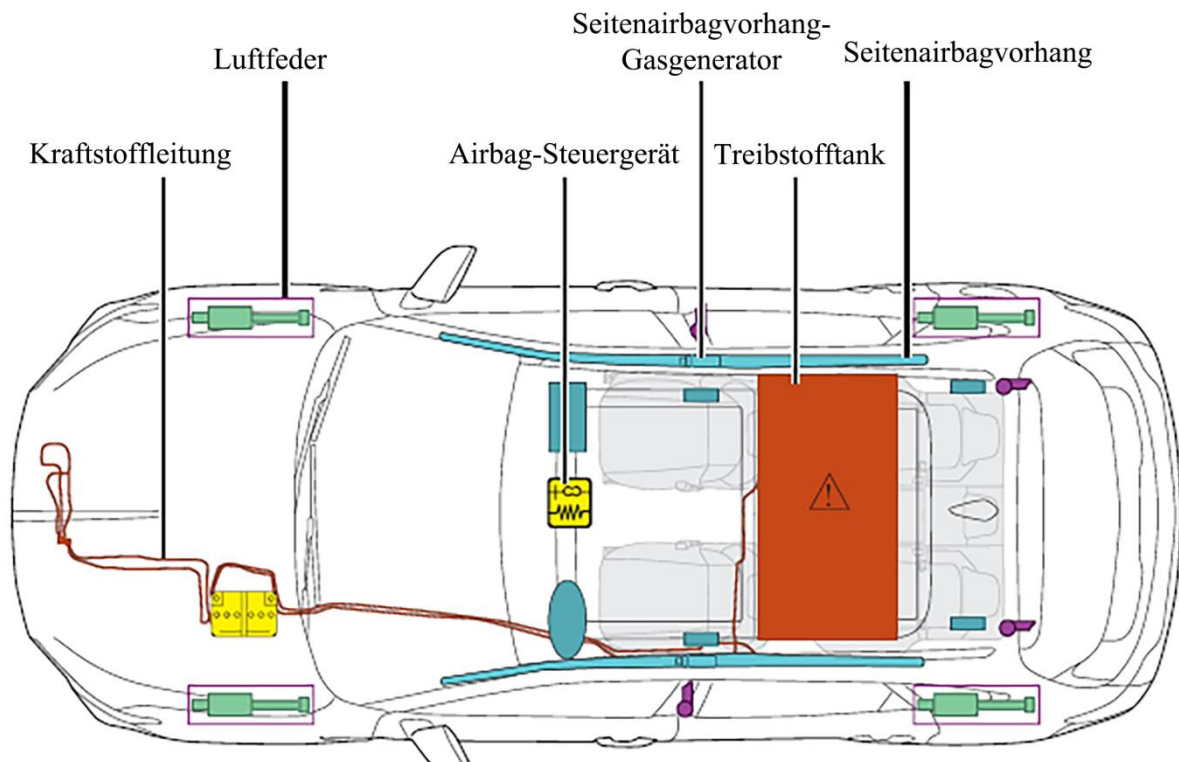 Seitenairbagvorhang-
Gasgenerator
Luftfeder
Seitenairbagvorhang
Kraftstoffleitung
Airbag-Steuergerät
Treibstofftank